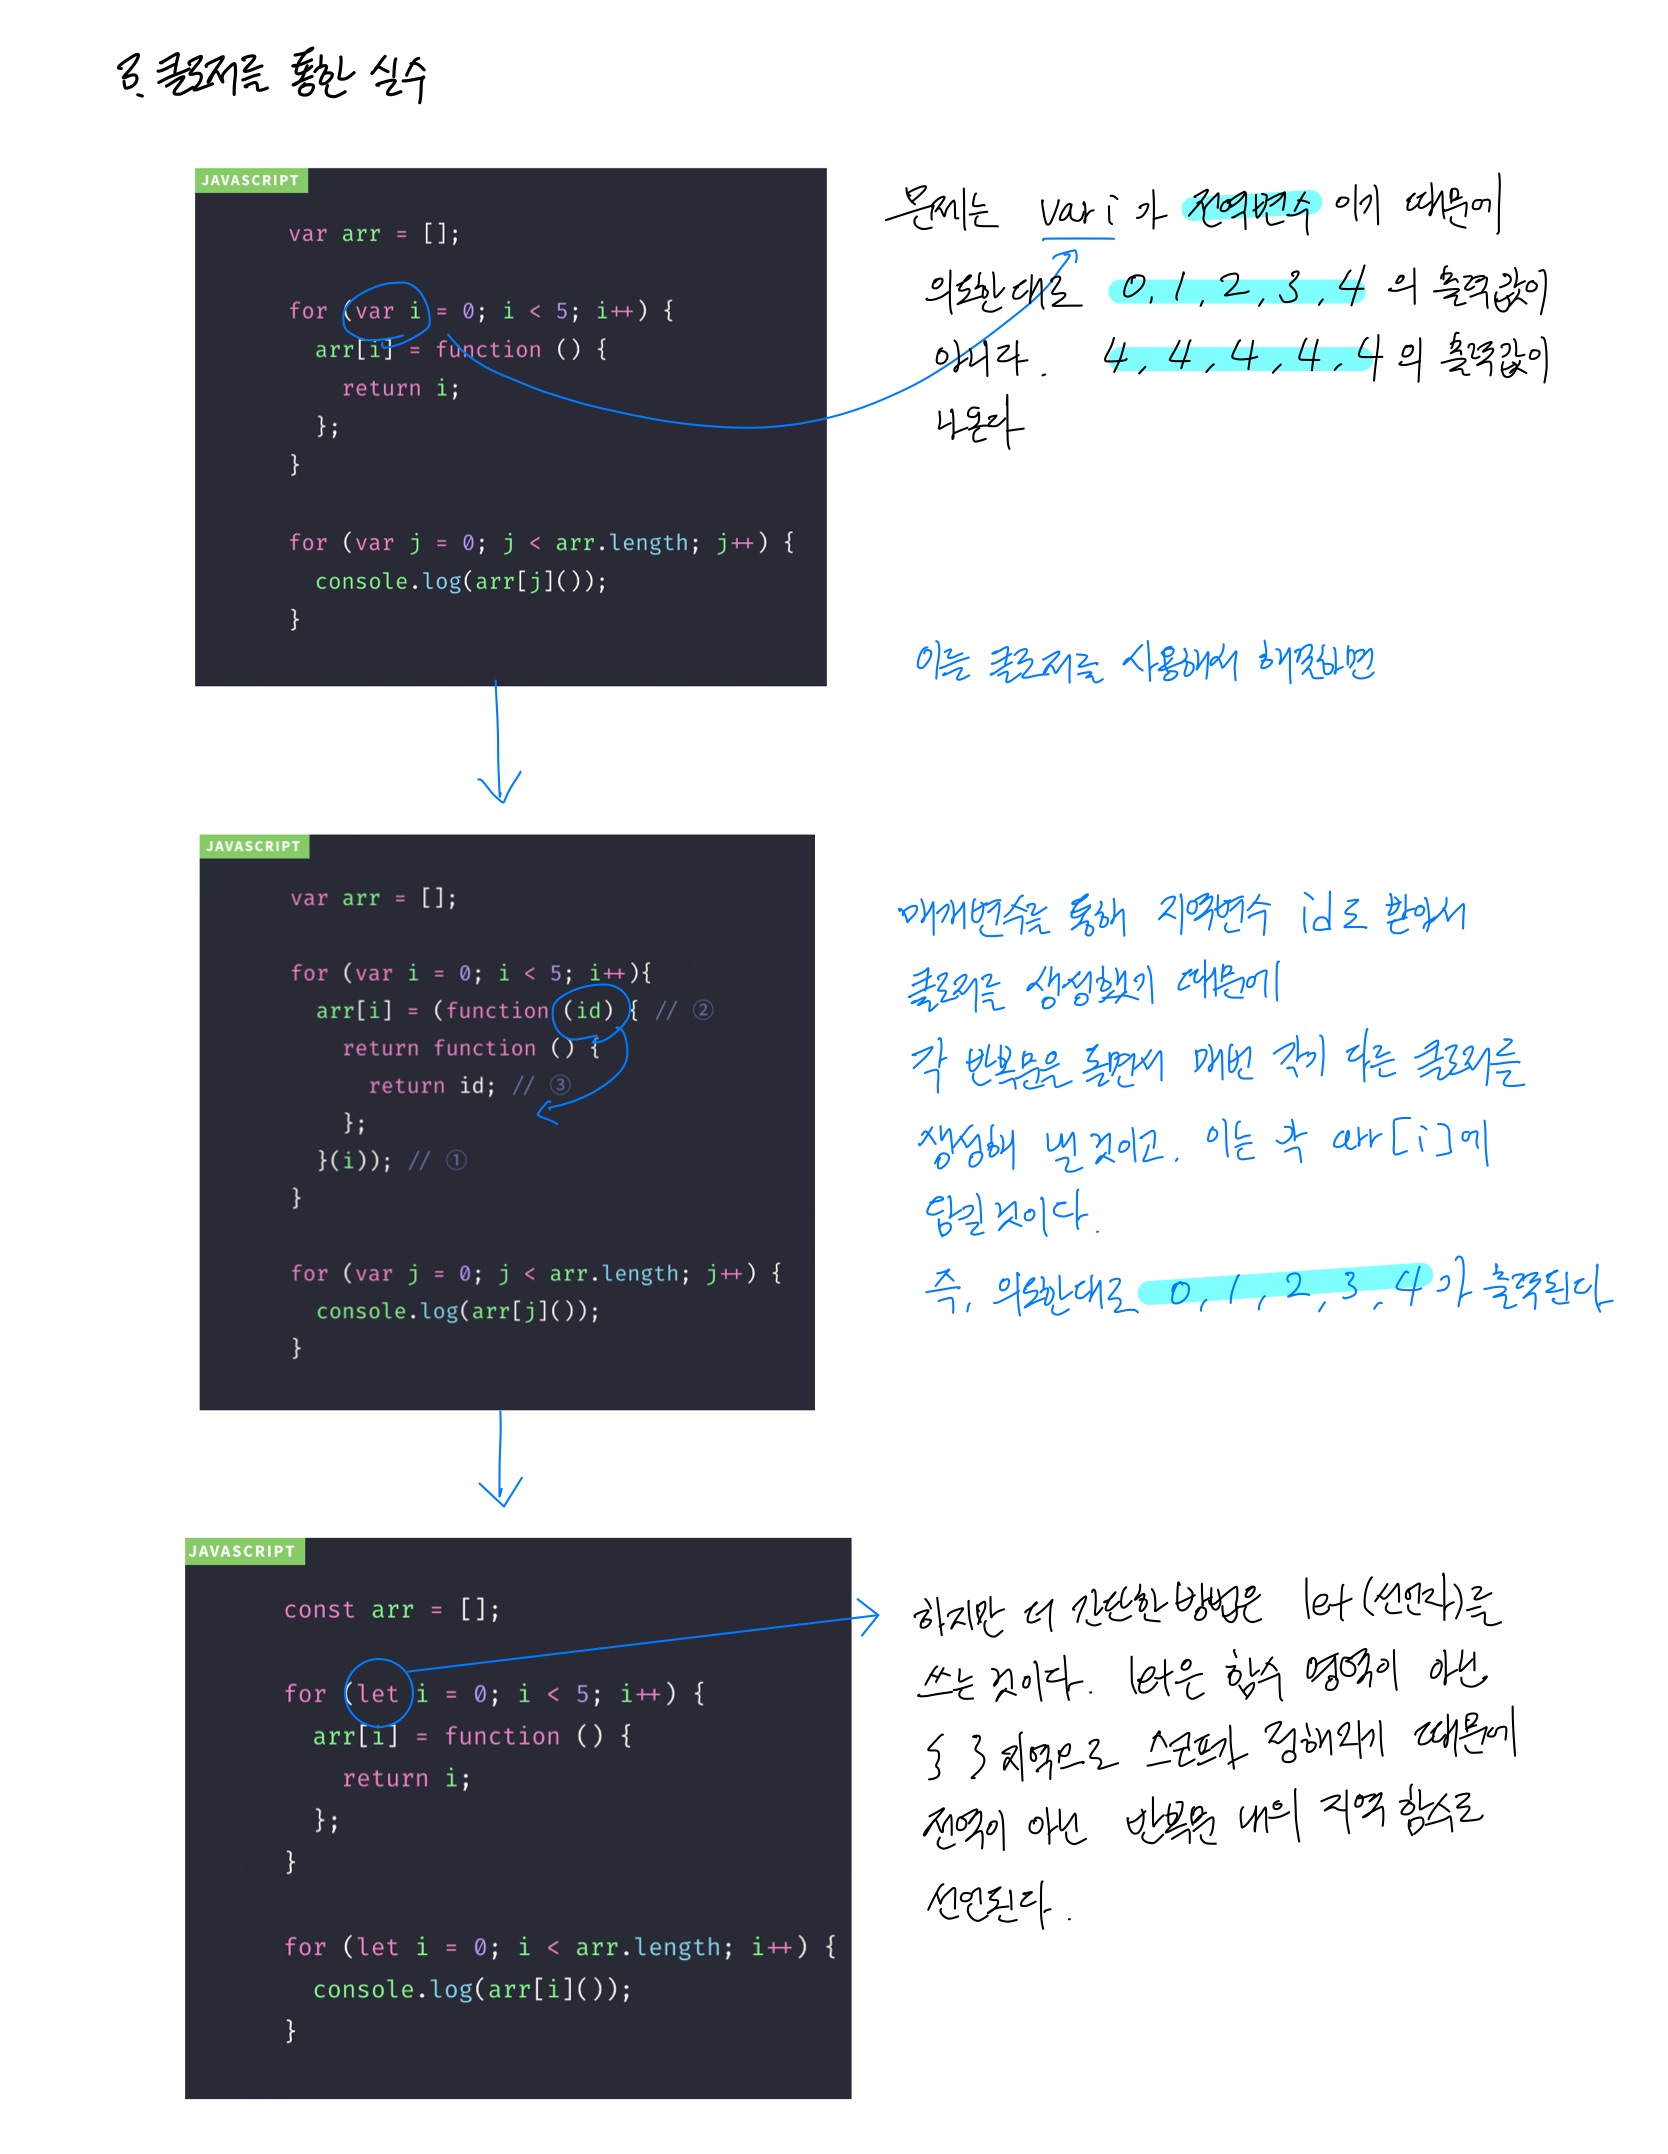 3. 클로저를 통한 실수
JAVASCRIPT
var arr = [];
for (var i = 0; i < 5; i++) {
arr[i] = function () {
return i;
};
}
for (var j = 0; j < arr.length; j++) {
console.log(arr[j]());
}
문제는 var i 가 전역변수 이기 때문에
의도한대로 0, 1, 2, 3, 4 의 출력값이
아니다. 4, 4, 4, 4, 4 의 출력값이
나온다
이를 클로저를 사용해서 해결하면
JAVASCRIPT
var arr = [];
for (var i = 0; i < 5; i++){
arr[i] = (function (id) { // ②
return function () {
return id; // ③
};
}(i)); // ①
}
for (var j = 0; j < arr.length; j++) {
console.log(arr[j]());
}
매개변수를 통해 지역변수 id로 받아서
클로저를 생성했기 때문에
각 반복문을 돌면서 매번 각기 다른 클로저를
생성해 낼 것이고. 이는 각 arr[i]에
담길 것이다.
즉, 의도한대로 0, 1, 2, 3, 4 가 출력된다
JAVASCRIPT
const arr = [];
for (let i = 0; i < 5; i++) {
arr[i] = function () {
return i;
};
}
for (let i = 0; i < arr.length; i++) {
console.log(arr[i]());
}
하지만 더 간단한 방법은 let (선언자)를
쓰는 것이다. let은 함수 영역이 아닌
{ } 지역으로 스코프가 정해지기 때문에
전역이 아닌 반복문 내의 지역 함수로
선언된다.